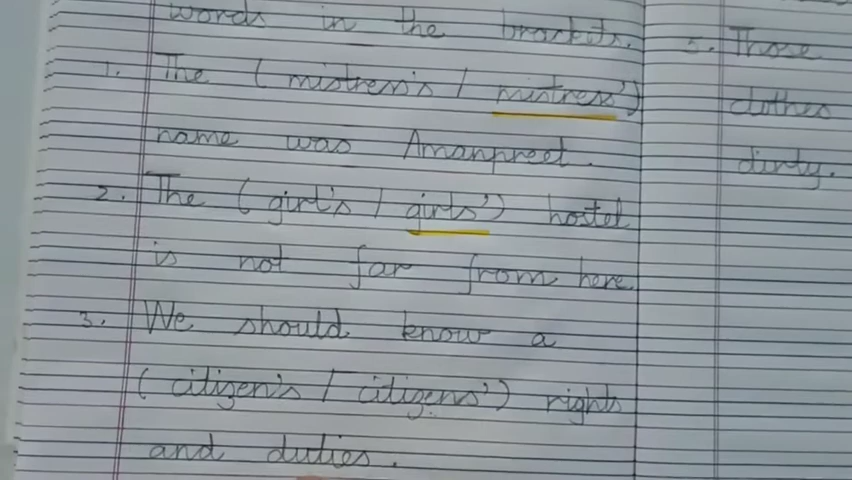 words in the brackets.
1. The (mistress's / mistress')
name was Amanpreet.
2. The (girl's / girls') hostel
is not far from here.
3. We should know a
(citizen's / citizens') rights
and duties.
5. Those
clothes
dirty.